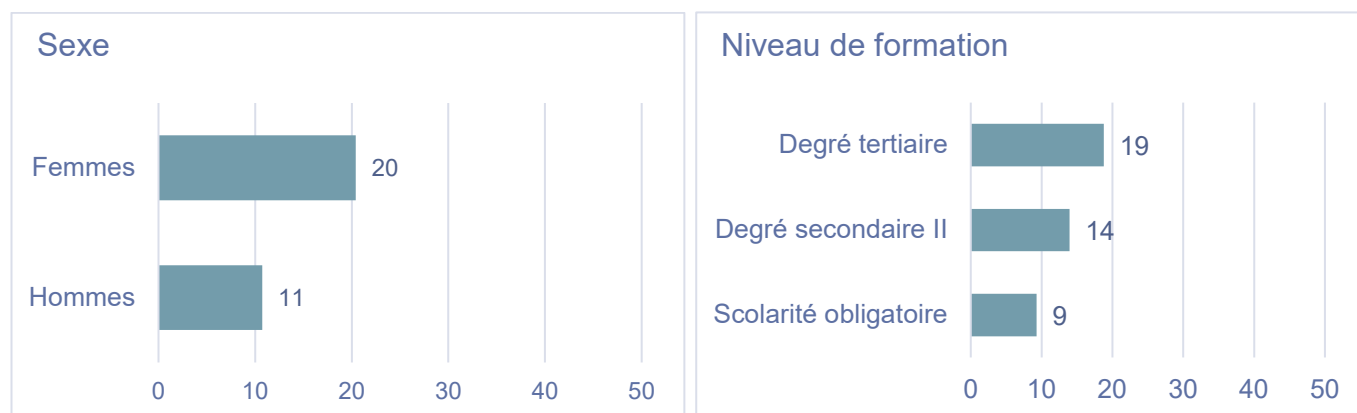 Sexe
Femmes 20
Hommes 11
0 10 20 30 40 50
Niveau de formation
Degré tertiaire 19
Degré secondaire II 14
Scolarité obligatoire 9
0 10 20 30 40 50